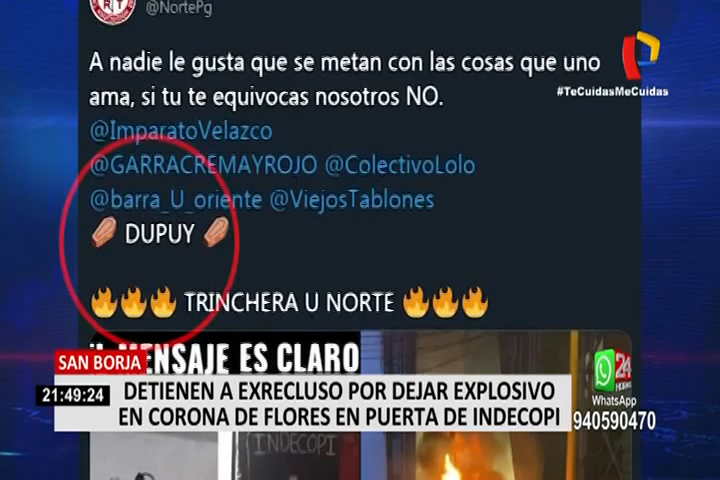 @NortePg
#TeCuidasMeCuidas
A nadie le gusta que se metan con las cosas que uno
ama, si tu te equivocas nosotros NO.
@ImparatoVelazco
@GARRACREMAYROJO @ColectivoLolo
@barra_U_oriente @ViejosTablones
DUPUY
TRINCHERA U NORTE
MENSAJE ES CLARO
SAN BORJA
21:49:24
DETIENEN A EXRECLUSO POR DEJAR EXPLOSIVO
EN CORONA DE FLORES EN PUERTA DE INDECOPI
24
HORAS
WhatsApp
940590470
INDECOPI